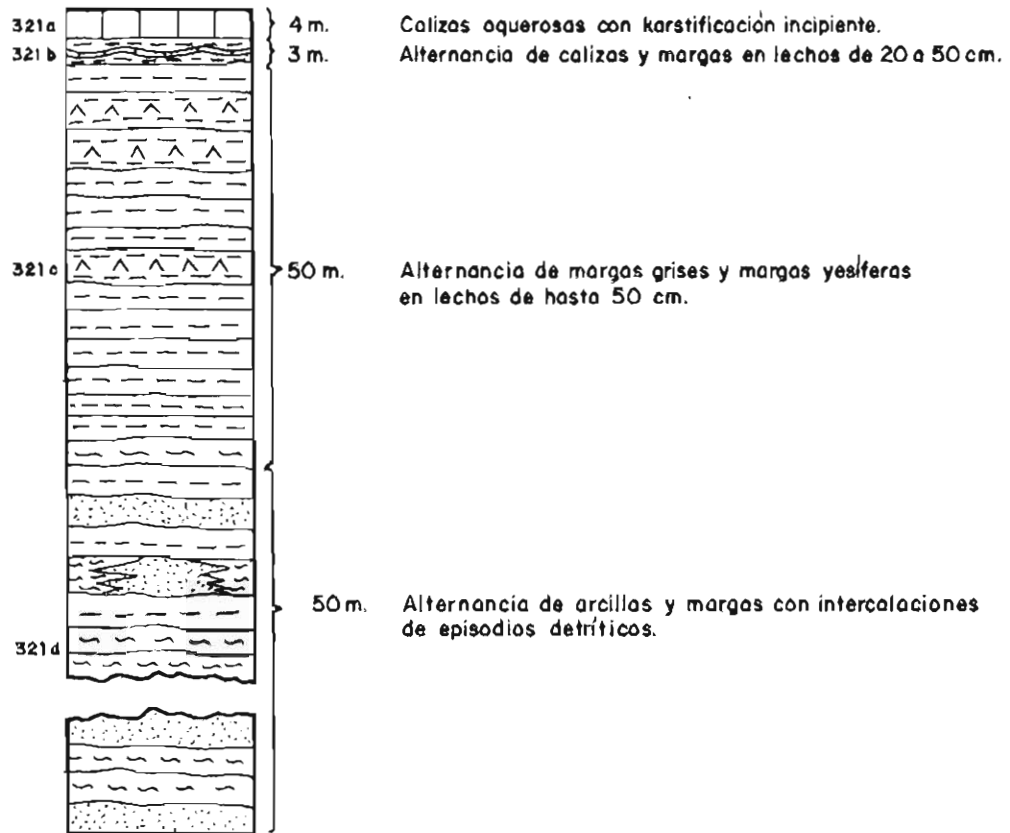 321a 4 m. Calizas oquerosas con karstificación incipiente.
321b 3 m. Alternancia de calizas y margas en lechos de 20 a 50 cm.
321c 50 m. Alternancia de margas grises y margas yesíferas
en lechos de hasta 50 cm.
50 m. Alternancia de arcillas y margas con intercalaciones
de episodios detríticos.
321d